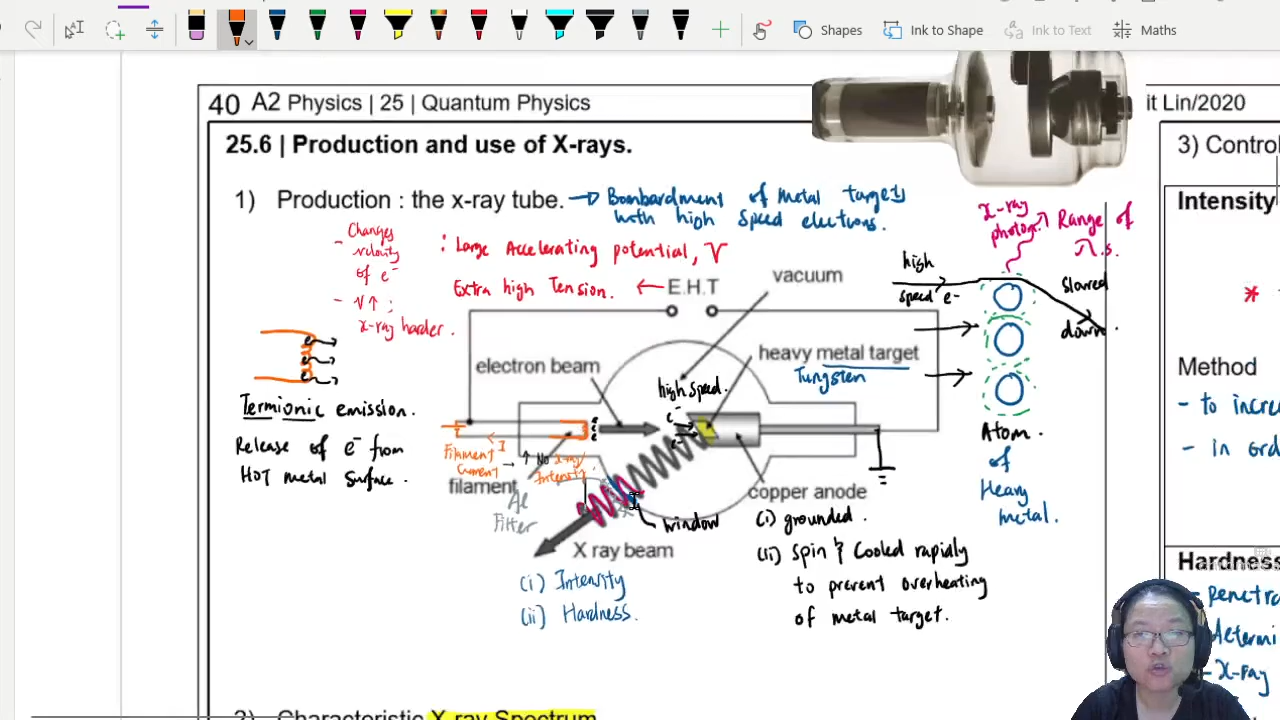 Shapes
Ink to Shape
Ink to Text
Maths
40 A2 Physics | 25 | Quantum Physics
it Lin/2020
25.6 | Production and use of X-rays.
3) Contro
1) Production : the x-ray tube. → Bombardment of metal targets
with high speed electrons.
- Changes
velocity
of e⁻
- V↑ :
x-ray harder.
: Large Accelerating potential, V
Extra high Tension. ← E.H.T
vacuum
x-ray
photons
Range of
λ.s.
high
speed e-
slowed
down.
Intensity
*
electron beam
heavy metal target
Tungsten
high speed.
e⁻
e⁻
e
e
e
e
e
Termionic emission.
Release of e⁻ from
HOT metal surface.
Filament I
Current → ↑ No x-ray/
Intensity
filament
Al
Filter
window
X ray beam
(i) Intensity
(ii) Hardness.
copper anode
(i) grounded.
(ii) Spin & Cooled rapidly
to prevent overheating
of metal target.
Atom.
of
Heavy
metal.
Method
- to incre
- in ord
Hardness
- penetra
determi
- X-ray
2) Characteristic X-ray Spectrum